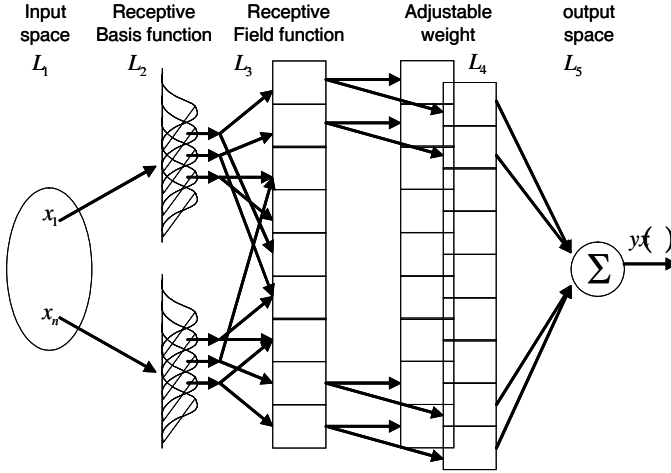 Input space
Receptive Basis function
Receptive Field function
Adjustable weight
output space
L1
L2
L3
L4
L5
x1
xn
Σ
yx( )